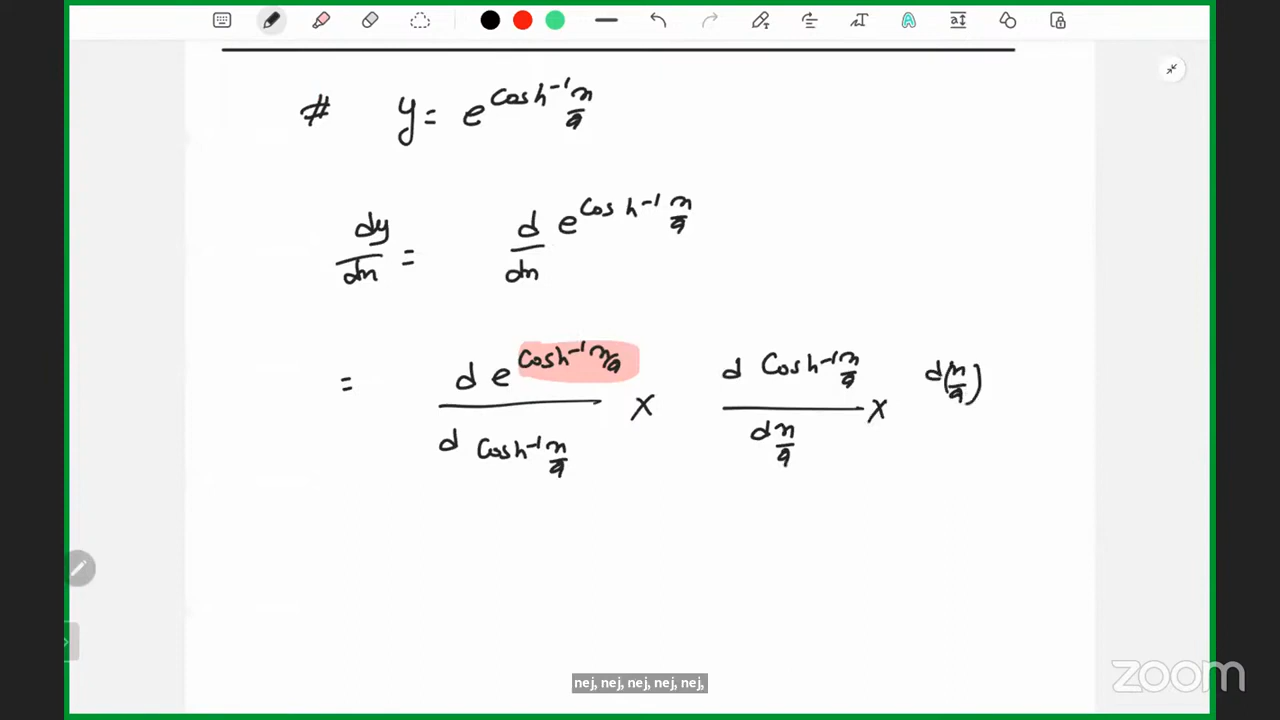 # y = e^cosh⁻¹ x/a
dy/dx = d/dx e^cosh⁻¹ x/a
= d e^cosh⁻¹ x/a / d cosh⁻¹ x/a × d cosh⁻¹ x/a / d x/a × d(x/a)
nej, nej, nej, nej, nej,
zoom